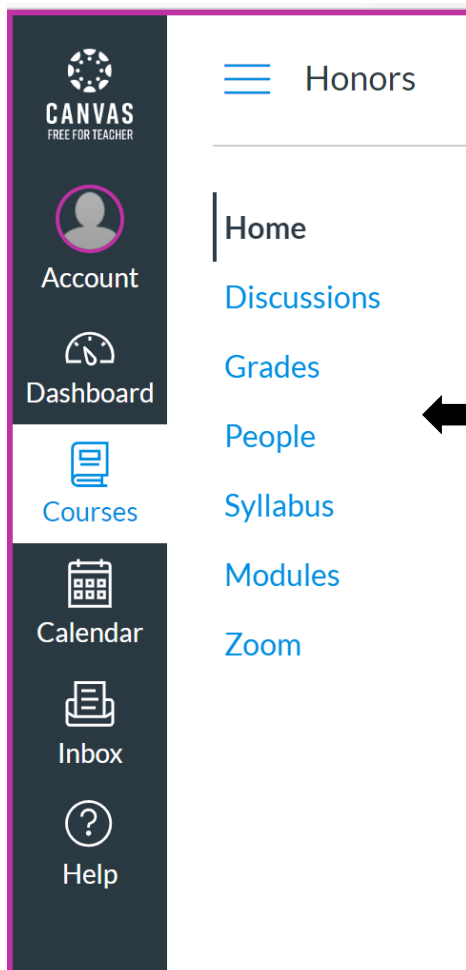 CANVAS
FREE FOR TEACHER
Account
Dashboard
Courses
Calendar
Inbox
?
Help
Honors
Home
Discussions
Grades
People
Syllabus
Modules
Zoom